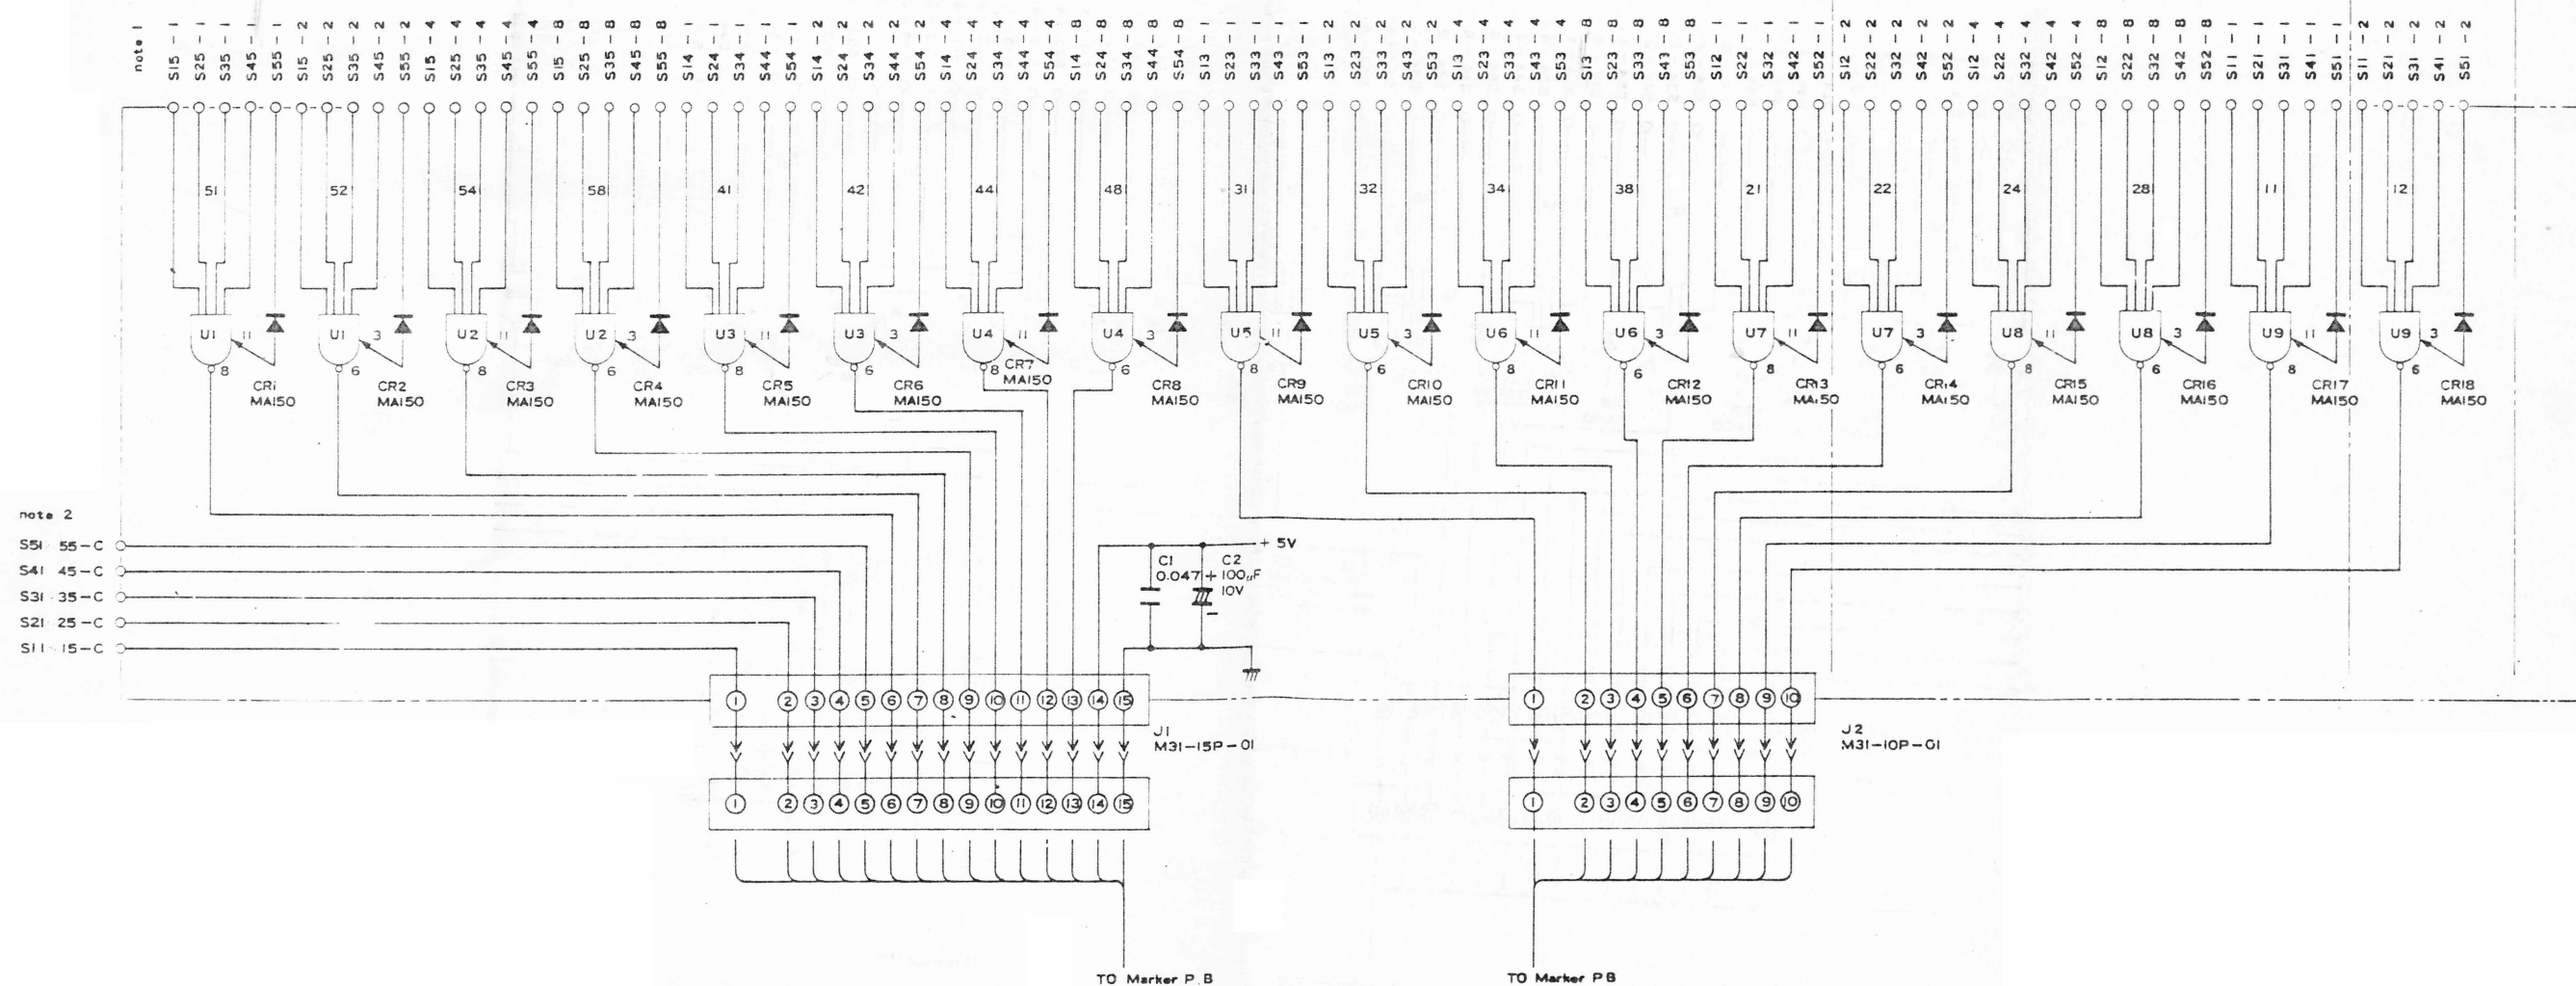 note 1
S15 - 1
S25 - 1
S35 - 1
S45 - 1
S55 - 1
S15 - 2
S25 - 2
S35 - 2
S45 - 2
S55 - 2
S15 - 4
S25 - 4
S35 - 4
S45 - 4
S55 - 4
S15 - 8
S25 - 8
S35 - 8
S45 - 8
S55 - 8
S14 - 1
S24 - 1
S34 - 1
S44 - 1
S54 - 1
S14 - 2
S24 - 2
S34 - 2
S44 - 2
S54 - 2
S14 - 4
S24 - 4
S34 - 4
S44 - 4
S54 - 4
S14 - 8
S24 - 8
S34 - 8
S44 - 8
S54 - 8
S13 - 1
S23 - 1
S33 - 1
S43 - 1
S53 - 1
S13 - 2
S23 - 2
S33 - 2
S43 - 2
S53 - 2
S13 - 4
S23 - 4
S33 - 4
S43 - 4
S53 - 4
S13 - 8
S23 - 8
S33 - 8
S43 - 8
S53 - 8
S12 - 1
S22 - 1
S32 - 1
S42 - 1
S52 - 1
S12 - 2
S22 - 2
S32 - 2
S42 - 2
S52 - 2
S12 - 4
S22 - 4
S32 - 4
S42 - 4
S52 - 4
S12 - 8
S22 - 8
S32 - 8
S42 - 8
S52 - 8
S11 - 1
S21 - 1
S31 - 1
S41 - 1
S51 - 1
S11 - 2
S21 - 2
S31 - 2
S41 - 2
S51 - 2
51 52 54 58 41 42 44 48 31 32 34 38 21 22 24 28 11 12
U1 11 U1 3 U2 11 U2 3 U3 11 U3 3 U4 11 U4 3 U5 11 U5 3 U6 11 U6 3 U7 11 U7 3 U8 11 U8 3 U9 11 U9 3
8 6 8 6 8 6 8 6 8 6 8 6 8 6 8 6 8 6
CR1 MA150
CR2 MA150
CR3 MA150
CR4 MA150
CR5 MA150
CR6 MA150
CR7 MA150
CR8 MA150
CR9 MA150
CR10 MA150
CR11 MA150
CR12 MA150
CR13 MA150
CR14 MA150
CR15 MA150
CR16 MA150
CR17 MA150
CR18 MA150
note 2
S51 55-C
S41 45-C
S31 35-C
S21 25-C
S11 15-C
+ 5V
C1
0.047
C2
+ 100μF
10V
-
1 2 3 4 5 6 7 8 9 10 11 12 13 14 15
J1
M31-15P-01
1 2 3 4 5 6 7 8 9 10
J2
M31-10P-01
1 2 3 4 5 6 7 8 9 10 11 12 13 14 15
1 2 3 4 5 6 7 8 9 10
TO Marker P.B
TO Marker PB